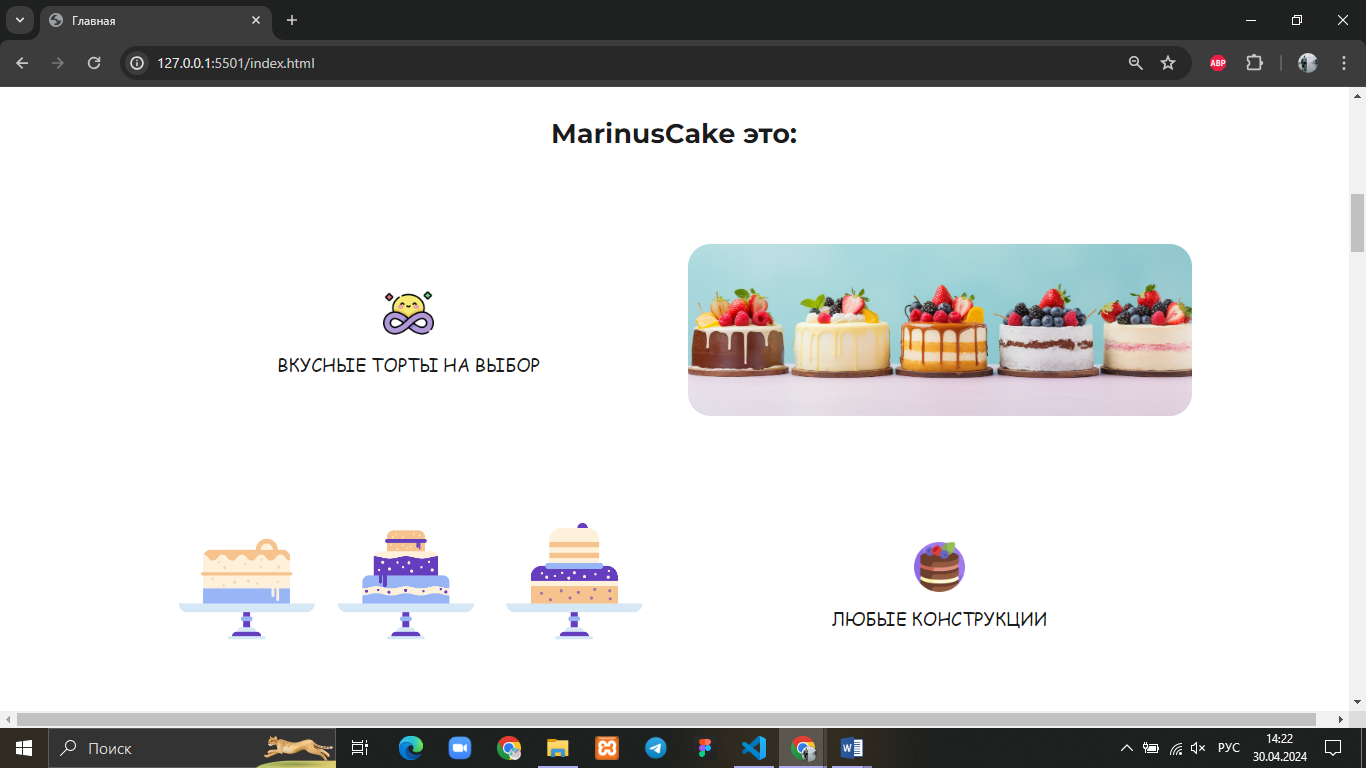 Главная
127.0.0.1:5501/index.html
ABP
MarinusCake это:
ВКУСНЫЕ ТОРТЫ НА ВЫБОР
ЛЮБЫЕ КОНСТРУКЦИИ
Поиск
РУС
14:22
30.04.2024